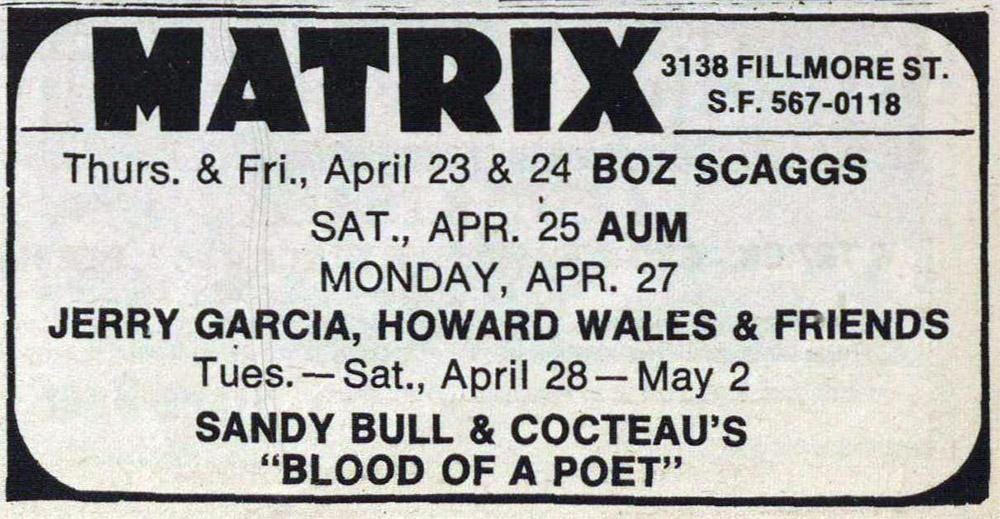 MATRIX
3138 FILLMORE ST.
S.F. 567-0118
Thurs. & Fri., April 23 & 24 BOZ SCAGGS
SAT., APR. 25 AUM
MONDAY, APR. 27
JERRY GARCIA, HOWARD WALES & FRIENDS
Tues. — Sat., April 28 — May 2
SANDY BULL & COCTEAU'S
"BLOOD OF A POET"